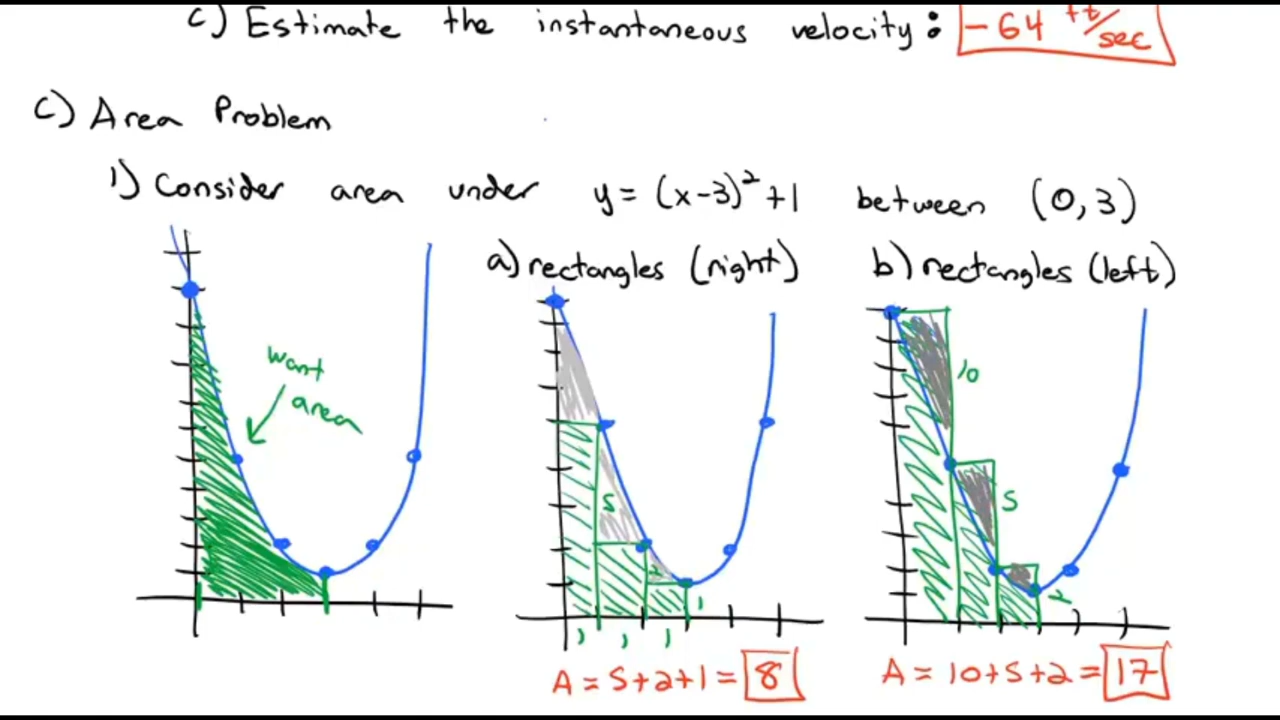 c) Estimate the instantaneous velocity: -64 ft/sec
C) Area Problem
1) Consider area under y = (x-3)² + 1 between (0,3)
a) rectangles (right)
b) rectangles (left)
want
area
10
5
5
2
2
1
1 1 1
A = 5+2+1 = 8
A = 10+5+2 = 17